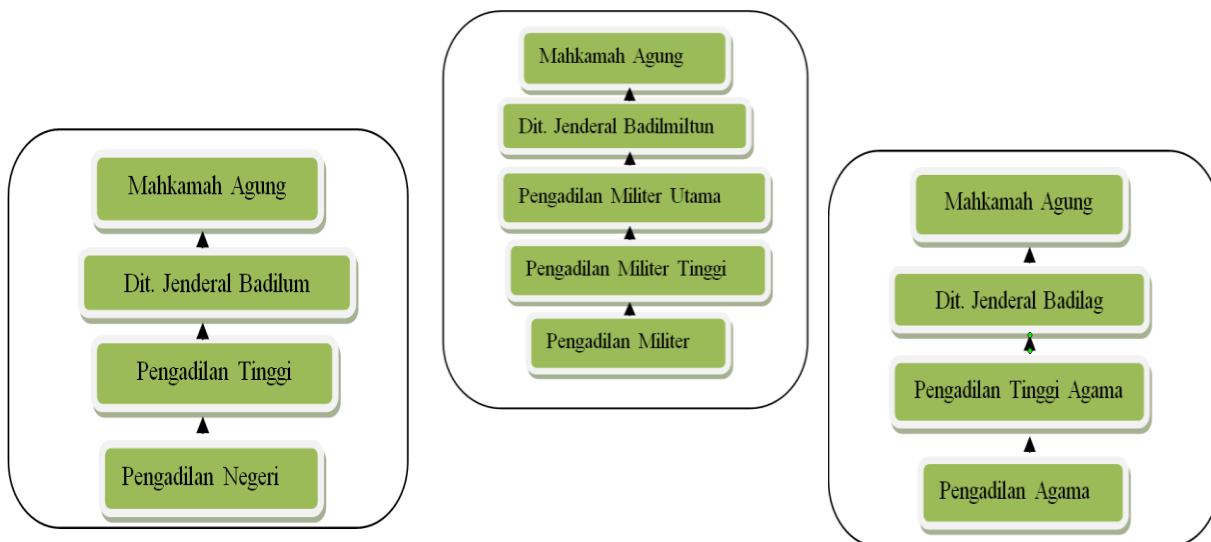 Mahkamah Agung
Dit. Jenderal Badilum
Pengadilan Tinggi
Pengadilan Negeri
Mahkamah Agung
Dit. Jenderal Badilmiltun
Pengadilan Militer Utama
Pengadilan Militer Tinggi
Pengadilan Militer
Mahkamah Agung
Dit. Jenderal Badilag
Pengadilan Tinggi Agama
Pengadilan Agama